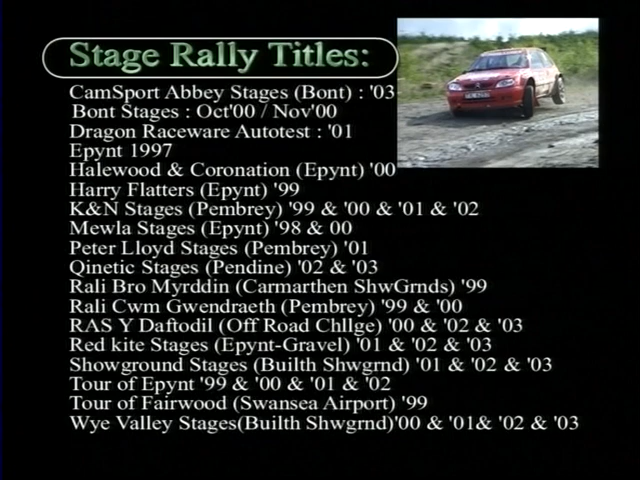 Stage Rally Titles:
CamSport Abbey Stages (Bont) : '03
Bont Stages : Oct'00 / Nov'00
Dragon Raceware Autotest : '01
Epynt 1997
Halewood & Coronation (Epynt) '00
Harry Flatters (Epynt) '99
K&N Stages (Pembrey) '99 & '00 & '01 & '02
Mewla Stages (Epynt) '98 & 00
Peter Lloyd Stages (Pembrey) '01
Qinetic Stages (Pendine) '02 & '03
Rali Bro Myrddin (Carmarthen ShwGrnds) '99
Rali Cwm Gwendraeth (Pembrey) '99 & '00
RAS Y Daftodil (Off Road Chllge) '00 & '02 & '03
Red kite Stages (Epynt-Gravel) '01 & '02 & '03
Showground Stages (Builth Shwgrnd) '01 & '02 & '03
Tour of Epynt '99 & '00 & '01 & '02
Tour of Fairwood (Swansea Airport) '99
Wye Valley Stages(Builth Shwgrnd)'00 & '01& '02 & '03